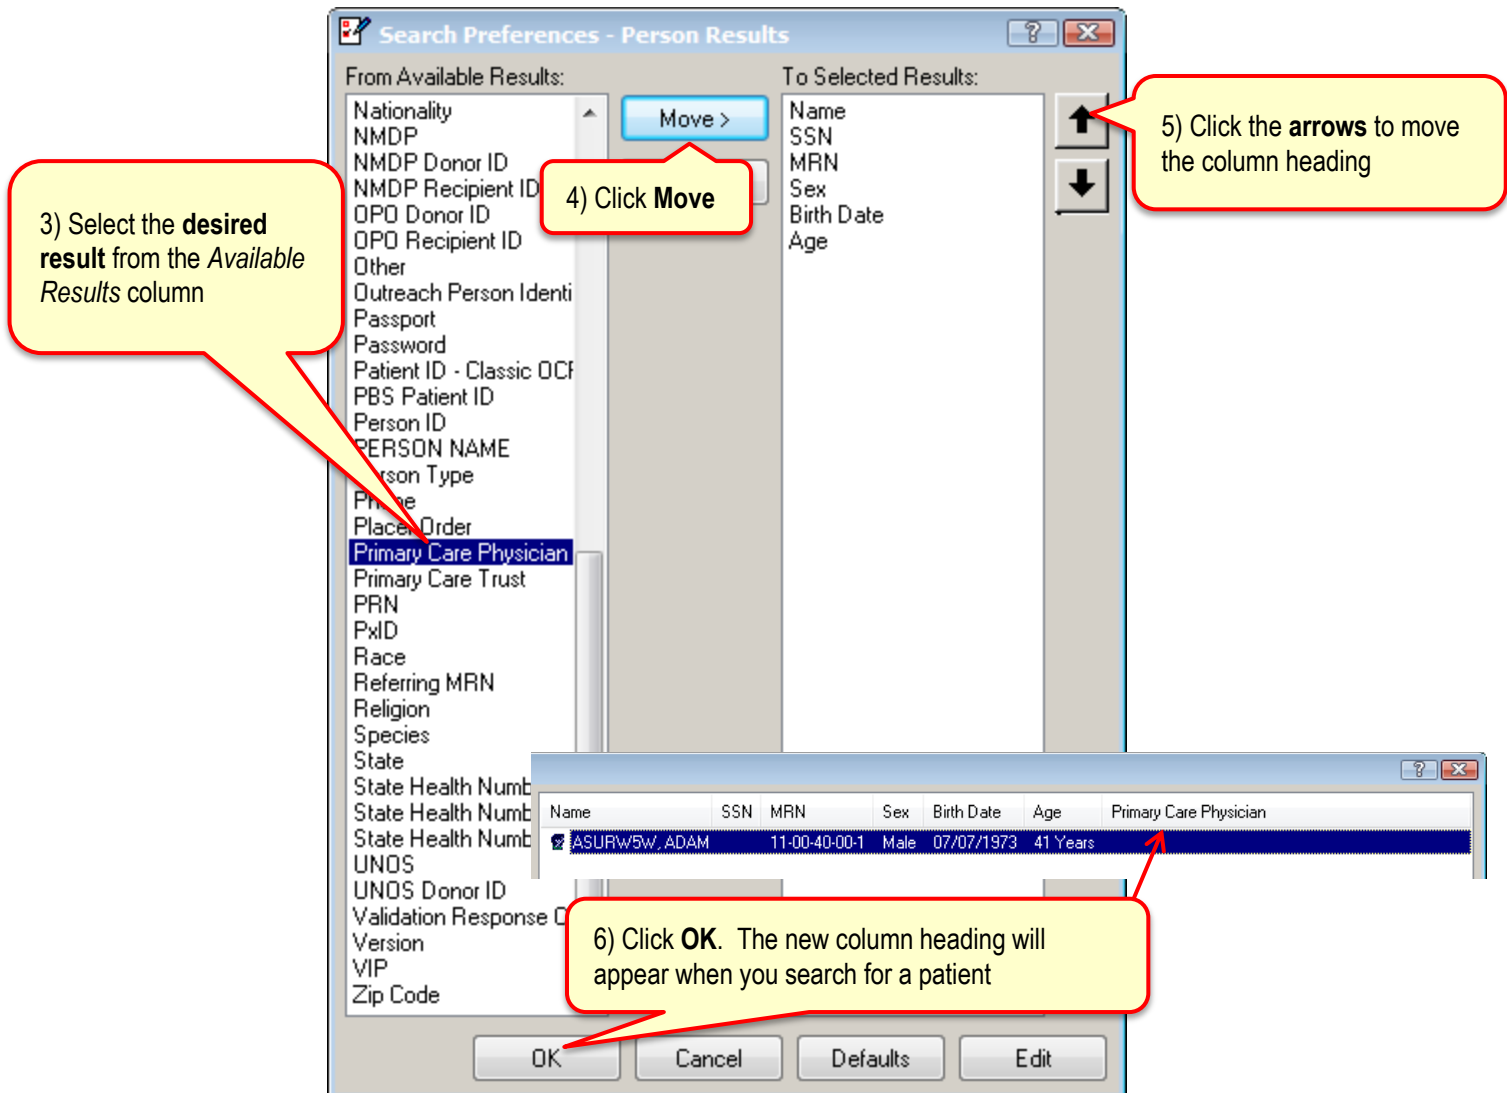 Search Preferences - Person Results
From Available Results:
To Selected Results:
Nationality
NMDP
NMDP Donor ID
NMDP Recipient ID
OPO Donor ID
OPO Recipient ID
Other
Outreach Person Identi
Passport
Password
Patient ID - Classic OCF
PBS Patient ID
Person ID
PERSON NAME
rson Type
Placer Order
Primary Care Physician
Primary Care Trust
PRN
PxID
Race
Referring MRN
Religion
Species
State
State Health Numb
State Health Numb
State Health Numb
UNOS
UNOS Donor ID
Validation Response
Version
VIP
Zip Code
Move >
Name
SSN
MRN
Sex
Birth Date
Age
3) Select the desired
result from the Available
Results column
4) Click Move
5) Click the arrows to move
the column heading
Name SSN MRN Sex Birth Date Age Primary Care Physician
ASURW5W, ADAM 11-00-40-00-1 Male 07/07/1973 41 Years
6) Click OK. The new column heading will
appear when you search for a patient
OK Cancel Defaults Edit